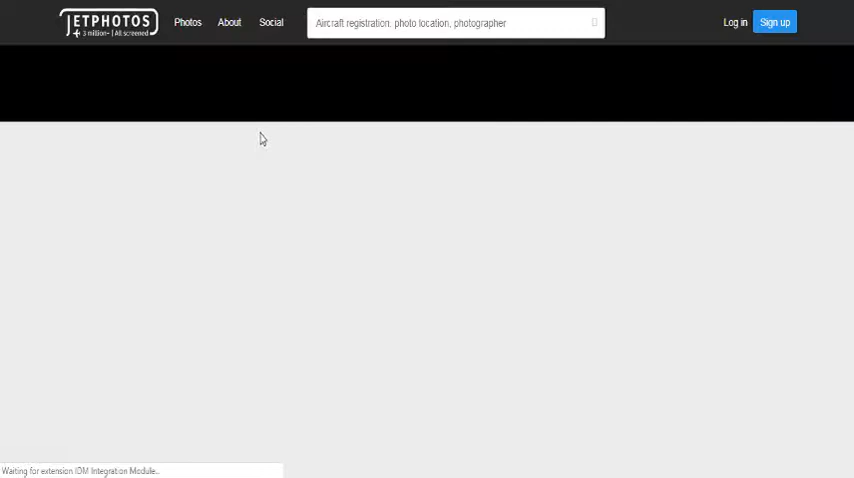 JETPHOTOS
3 million+ | All screened
Photos About Social
Aircraft registration, photo location, photographer
Log in Sign up
Waiting for extension IDM Integration Module...